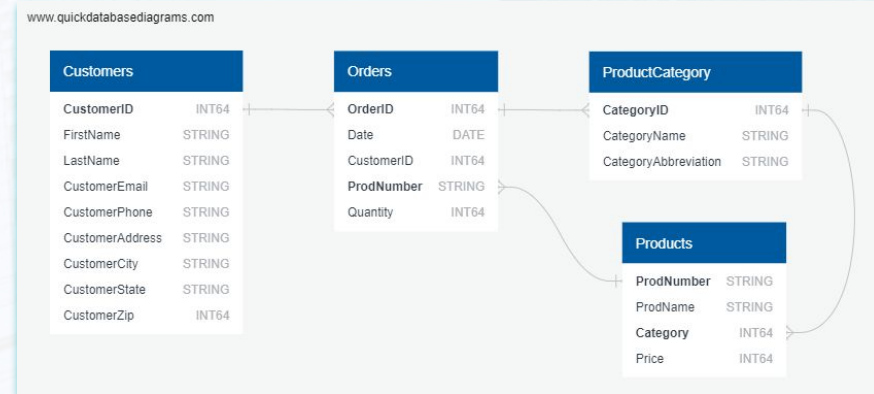 www.quickdatabasediagrams.com
Customers
CustomerID INT64
FirstName STRING
LastName STRING
CustomerEmail STRING
CustomerPhone STRING
CustomerAddress STRING
CustomerCity STRING
CustomerState STRING
CustomerZip INT64
Orders
OrderID INT64
Date DATE
CustomerID INT64
ProdNumber STRING
Quantity INT64
ProductCategory
CategoryID INT64
CategoryName STRING
CategoryAbbreviation STRING
Products
ProdNumber STRING
ProdName STRING
Category INT64
Price INT64